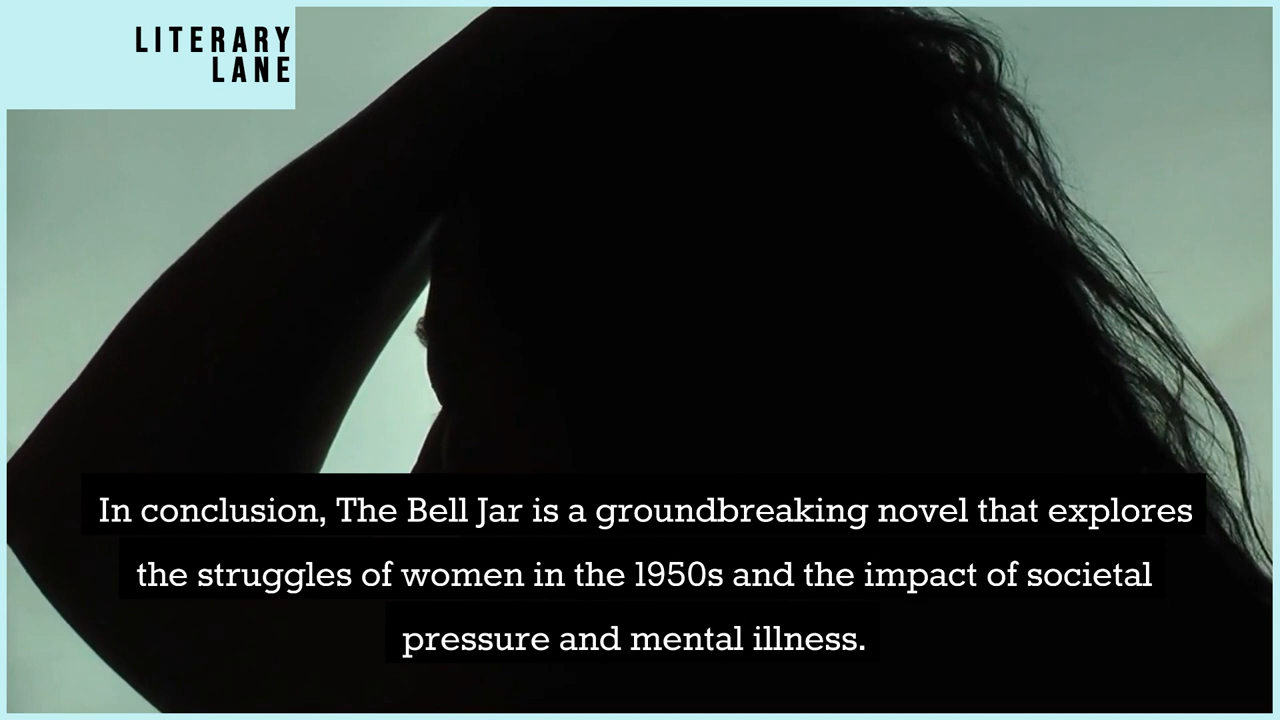 LITERARY
LANE
In conclusion, The Bell Jar is a groundbreaking novel that explores
the struggles of women in the 1950s and the impact of societal
pressure and mental illness.